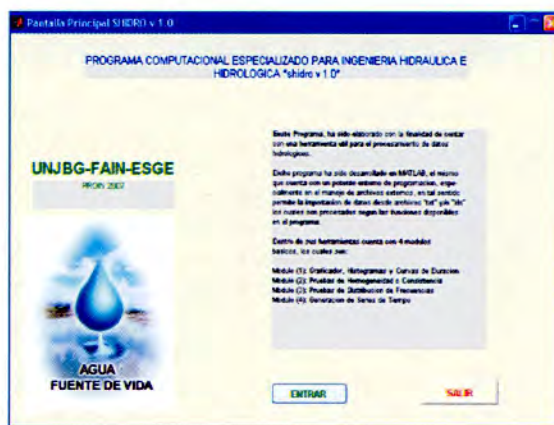 Pantalla Principal SHIDRO v 1.0
PROGRAMA COMPUTACIONAL ESPECIALIZADO PARA INGENIERIA HIDRAULICA E
HIDROLOGICA "shidro v 1.0"
UNJBG-FAIN-ESGE
PROIN 2007
AGUA
FUENTE DE VIDA
Este Programa, ha sido elaborado con la finalidad de contar
con una herramienta util para el procesamiento de datos
hidrologicos.
Dicho programa ha sido desarrollado en MATLAB, el mismo
que cuenta con un potente entorno de programacion, espe-
cialmente en el manejo de archivos externos, en tal sentido
permite la importacion de datos desde archivos "txt" y/o "xls"
los cuales son procesados segun las funciones disponibles
en el programa.
Dentro de sus herramientas cuenta con 4 modulos
basicos, los cuales son:
Modulo (1): Graficador, Histogramas y Curvas de Duracion
Modulo (2): Pruebas de Homogeneidad e Consistencia
Modulo (3): Pruebas de Distribucion de Frecuencias
Modulo (4): Generacion de Series de Tiempo
ENTRAR
SALIR